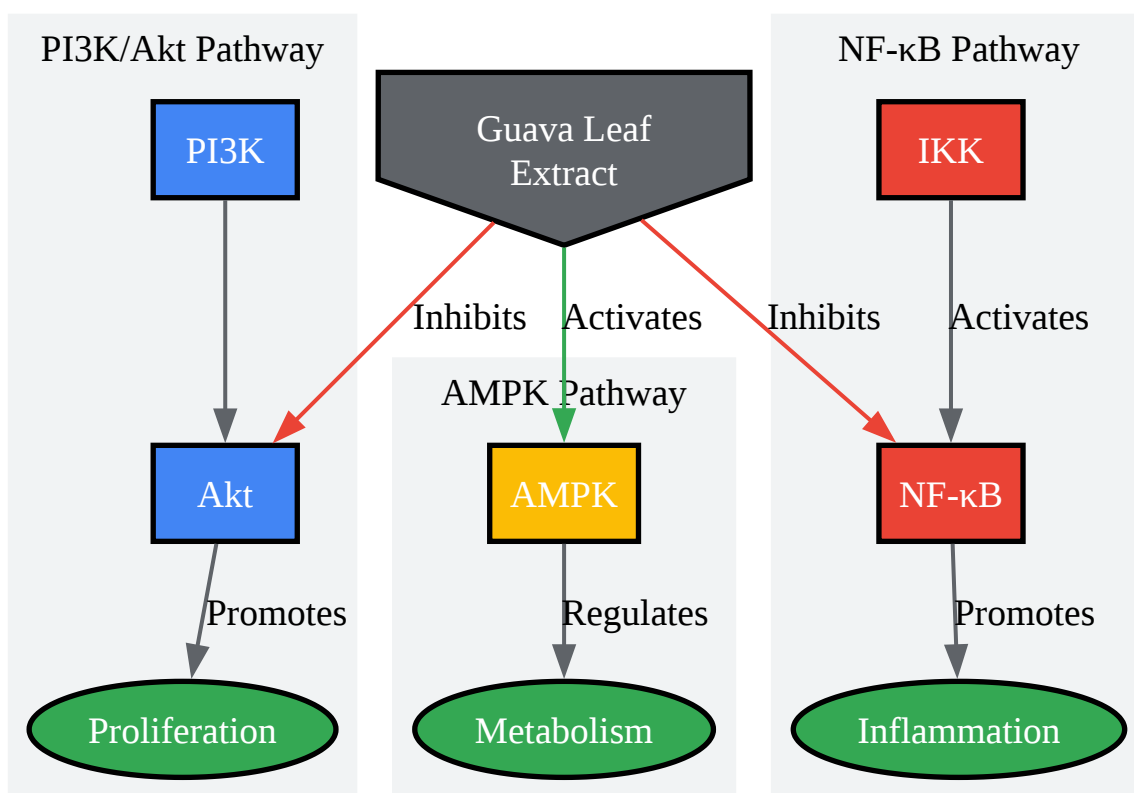 PI3K/Akt Pathway
NF-κB Pathway
PI3K
Guava Leaf
Extract
IKK
Inhibits
Activates
Inhibits
Activates
AMPK Pathway
Akt
AMPK
NF-κB
Promotes
Regulates
Promotes
Proliferation
Metabolism
Inflammation